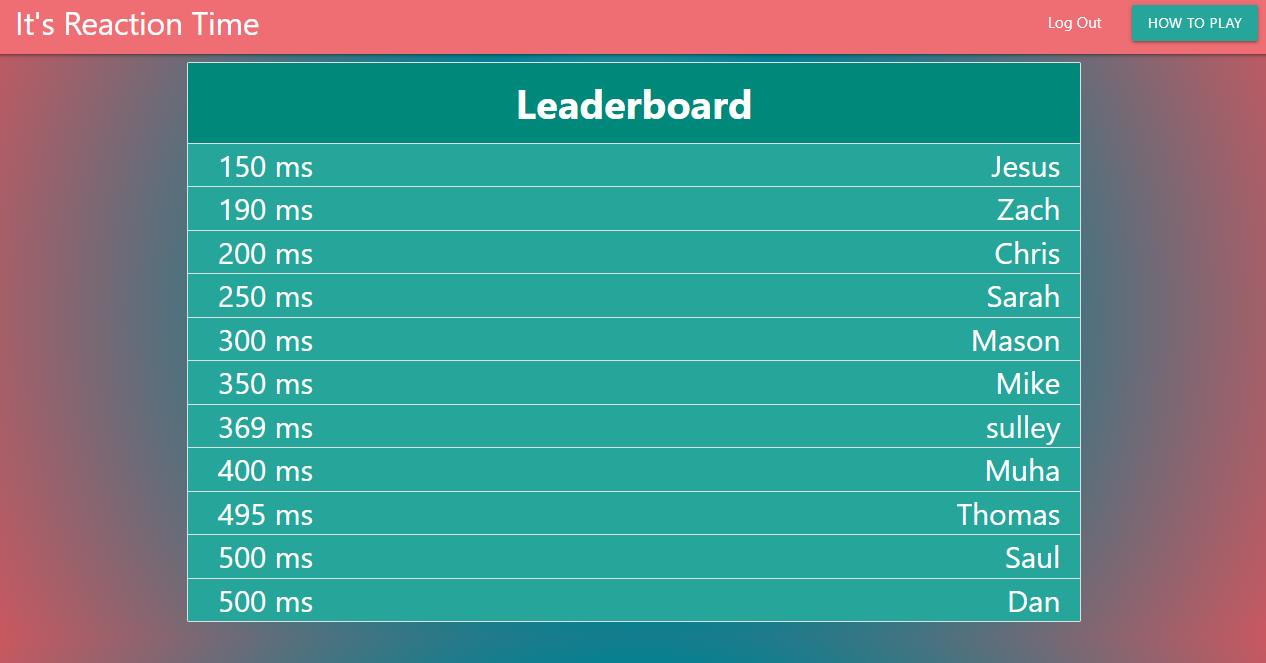 It's Reaction Time
Log Out
HOW TO PLAY
Leaderboard
150 ms Jesus
190 ms Zach
200 ms Chris
250 ms Sarah
300 ms Mason
350 ms Mike
369 ms sulley
400 ms Muha
495 ms Thomas
500 ms Saul
500 ms Dan